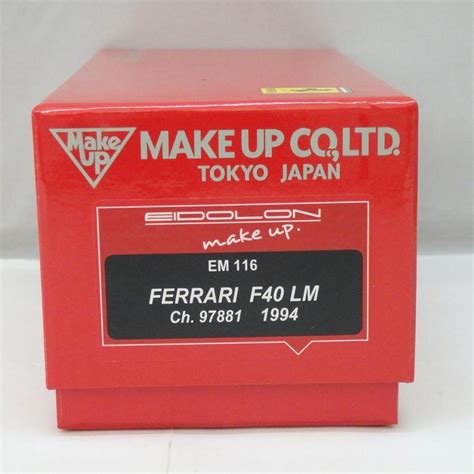 Make
Up
MAKE UP CO.,LTD.
TOKYO JAPAN
EIDOLON
make up.
EM 116
FERRARI F40 LM
Ch. 97881 1994